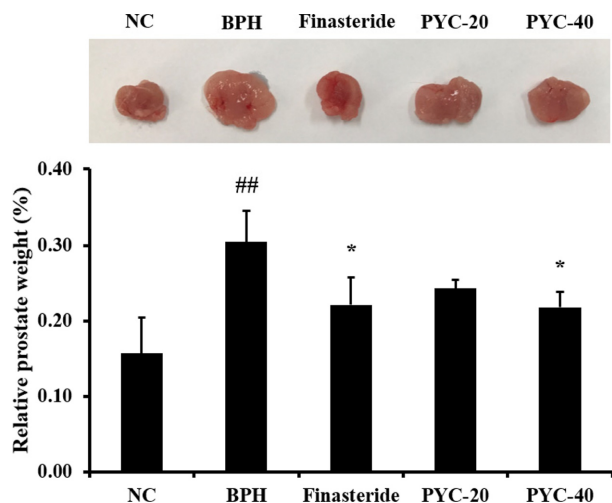 NC BPH Finasteride PYC-20 PYC-40
Relative prostate weight (%)
0.40
##
0.30
*
*
0.20
0.10
0.00
NC BPH Finasteride PYC-20 PYC-40